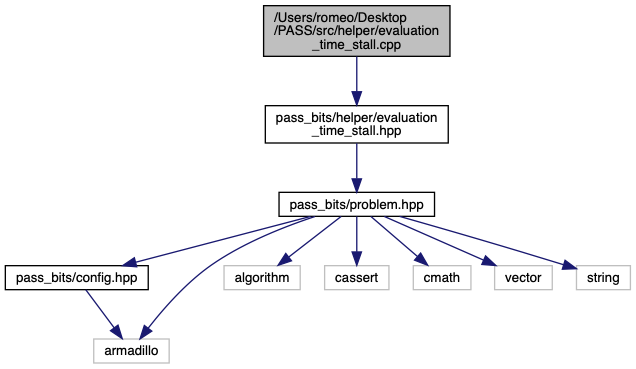 /Users/romeo/Desktop
/PASS/src/helper/evaluation
_time_stall.cpp
pass_bits/helper/evaluation
_time_stall.hpp
pass_bits/problem.hpp
pass_bits/config.hpp
algorithm
cassert
cmath
vector
string
armadillo